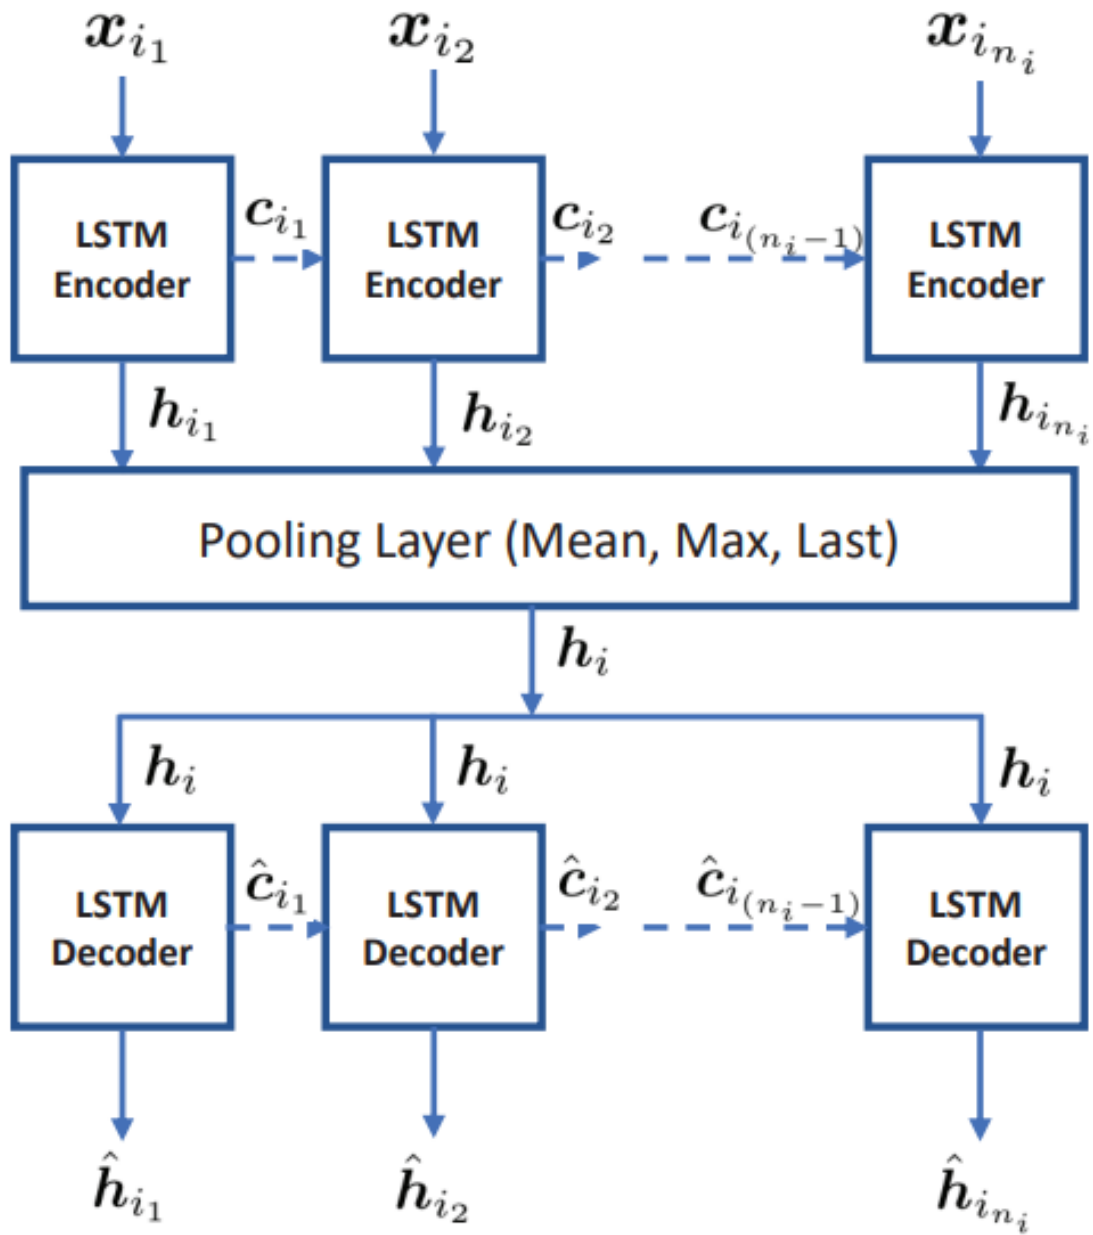 x_{i_1} x_{i_2} x_{i_{n_i}}
LSTM Encoder c_{i_1} LSTM Encoder c_{i_2} c_{i_{(n_i-1)}} LSTM Encoder
h_{i_1} h_{i_2} h_{i_{n_i}}
Pooling Layer (Mean, Max, Last)
h_i
h_i h_i h_i
LSTM Decoder ĉ_{i_1} LSTM Decoder ĉ_{i_2} ĉ_{i_{(n_i-1)}} LSTM Decoder
ĥ_{i_1} ĥ_{i_2} ĥ_{i_{n_i}}